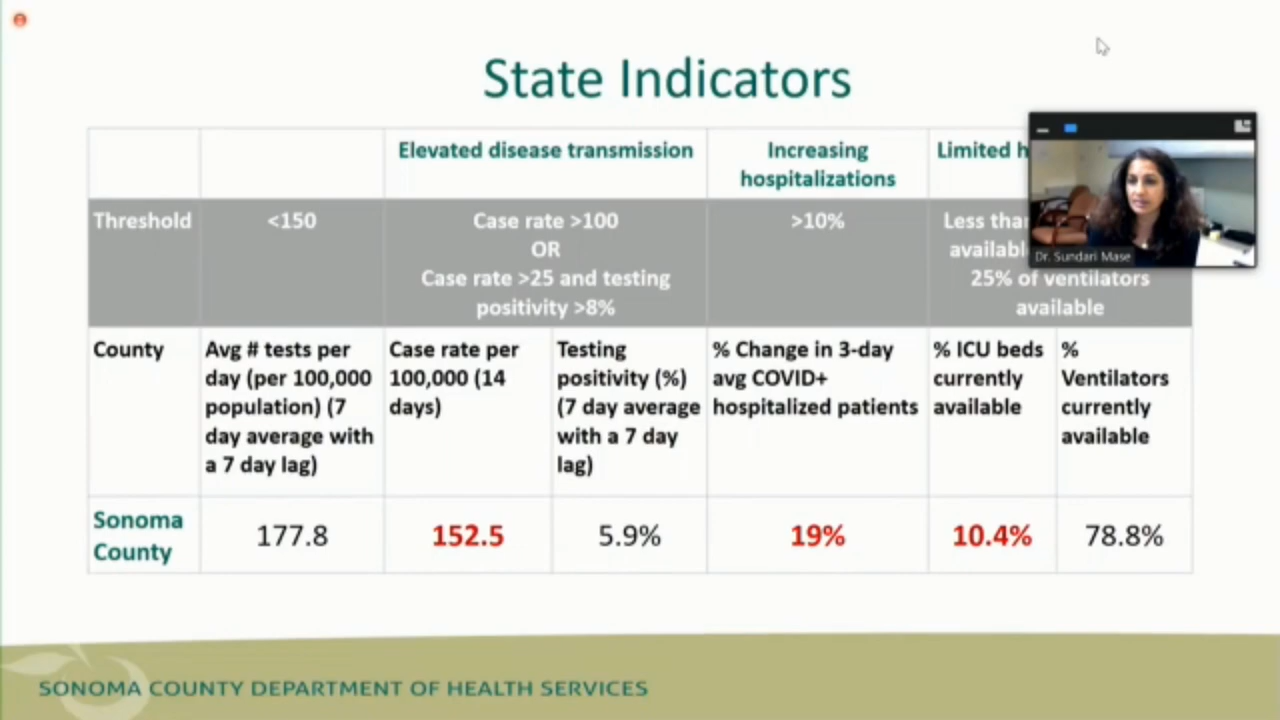 State Indicators
Elevated disease transmission
Increasing
hospitalizations
Limited
Threshold
<150
Case rate >100
OR
Case rate >25 and testing
positivity >8%
>10%
Less than
25% of ventilators
available
County
Avg # tests per
day (per 100,000
population) (7
day average with
a 7 day lag)
Case rate per
100,000 (14
days)
Testing
positivity (%)
(7 day average
with a 7 day
lag)
% Change in 3-day
avg COVID+
hospitalized patients
% ICU beds
currently
available
%
Ventilators
currently
available
Sonoma
County
177.8
152.5
5.9%
19%
10.4%
78.8%
Dr. Sundari Mase
SONOMA COUNTY DEPARTMENT OF HEALTH SERVICES